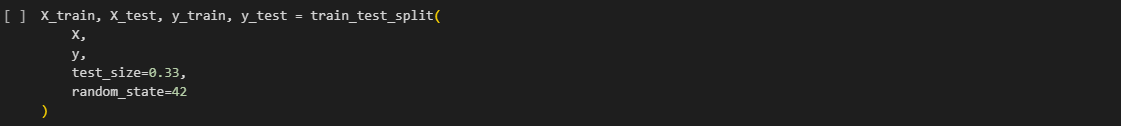 [ ] X_train, X_test, y_train, y_test = train_test_split(
X,
y,
test_size=0.33,
random_state=42
)